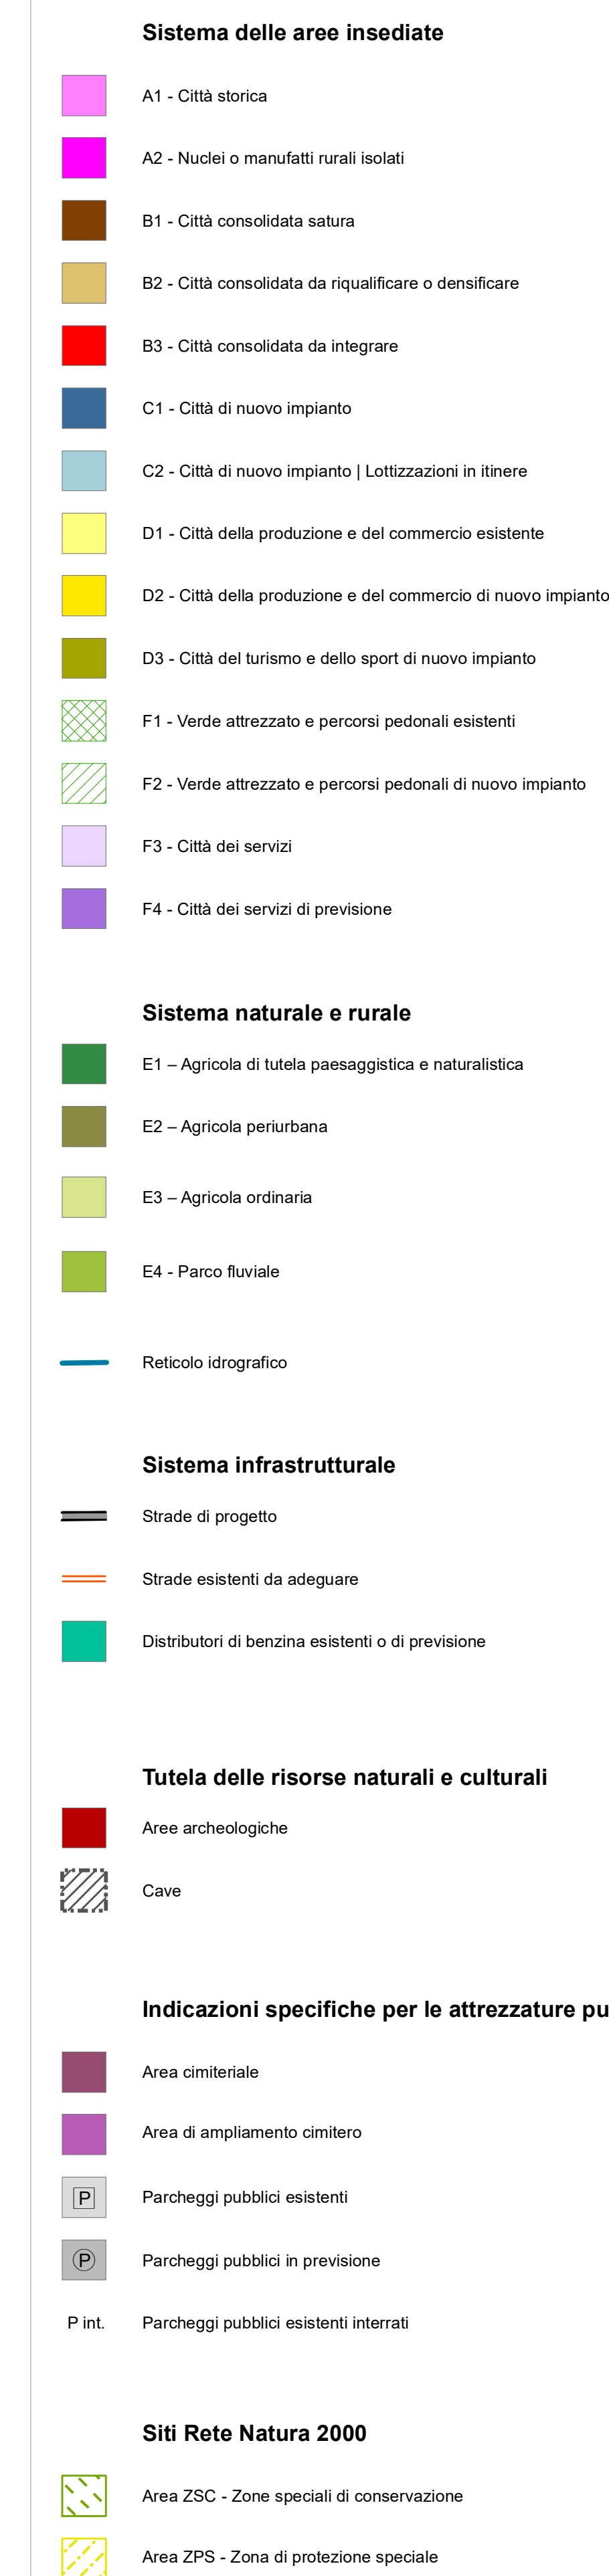 Sistema delle aree insediate
A1 - Città storica
A2 - Nuclei o manufatti rurali isolati
B1 - Città consolidata satura
B2 - Città consolidata da riqualificare o densificare
B3 - Città consolidata da integrare
C1 - Città di nuovo impianto
C2 - Città di nuovo impianto | Lottizzazioni in itinere
D1 - Città della produzione e del commercio esistente
D2 - Città della produzione e del commercio di nuovo impianto
D3 - Città del turismo e dello sport di nuovo impianto
F1 - Verde attrezzato e percorsi pedonali esistenti
F2 - Verde attrezzato e percorsi pedonali di nuovo impianto
F3 - Città dei servizi
F4 - Città dei servizi di previsione
Sistema naturale e rurale
E1 – Agricola di tutela paesaggistica e naturalistica
E2 – Agricola periurbana
E3 – Agricola ordinaria
E4 - Parco fluviale
Reticolo idrografico
Sistema infrastrutturale
Strade di progetto
Strade esistenti da adeguare
Distributori di benzina esistenti o di previsione
Tutela delle risorse naturali e culturali
Aree archeologiche
Cave
Indicazioni specifiche per le attrezzature pu
Area cimiteriale
Area di ampliamento cimitero
P Parcheggi pubblici esistenti
P Parcheggi pubblici in previsione
P int. Parcheggi pubblici esistenti interrati
Siti Rete Natura 2000
Area ZSC - Zone speciali di conservazione
Area ZPS - Zona di protezione speciale